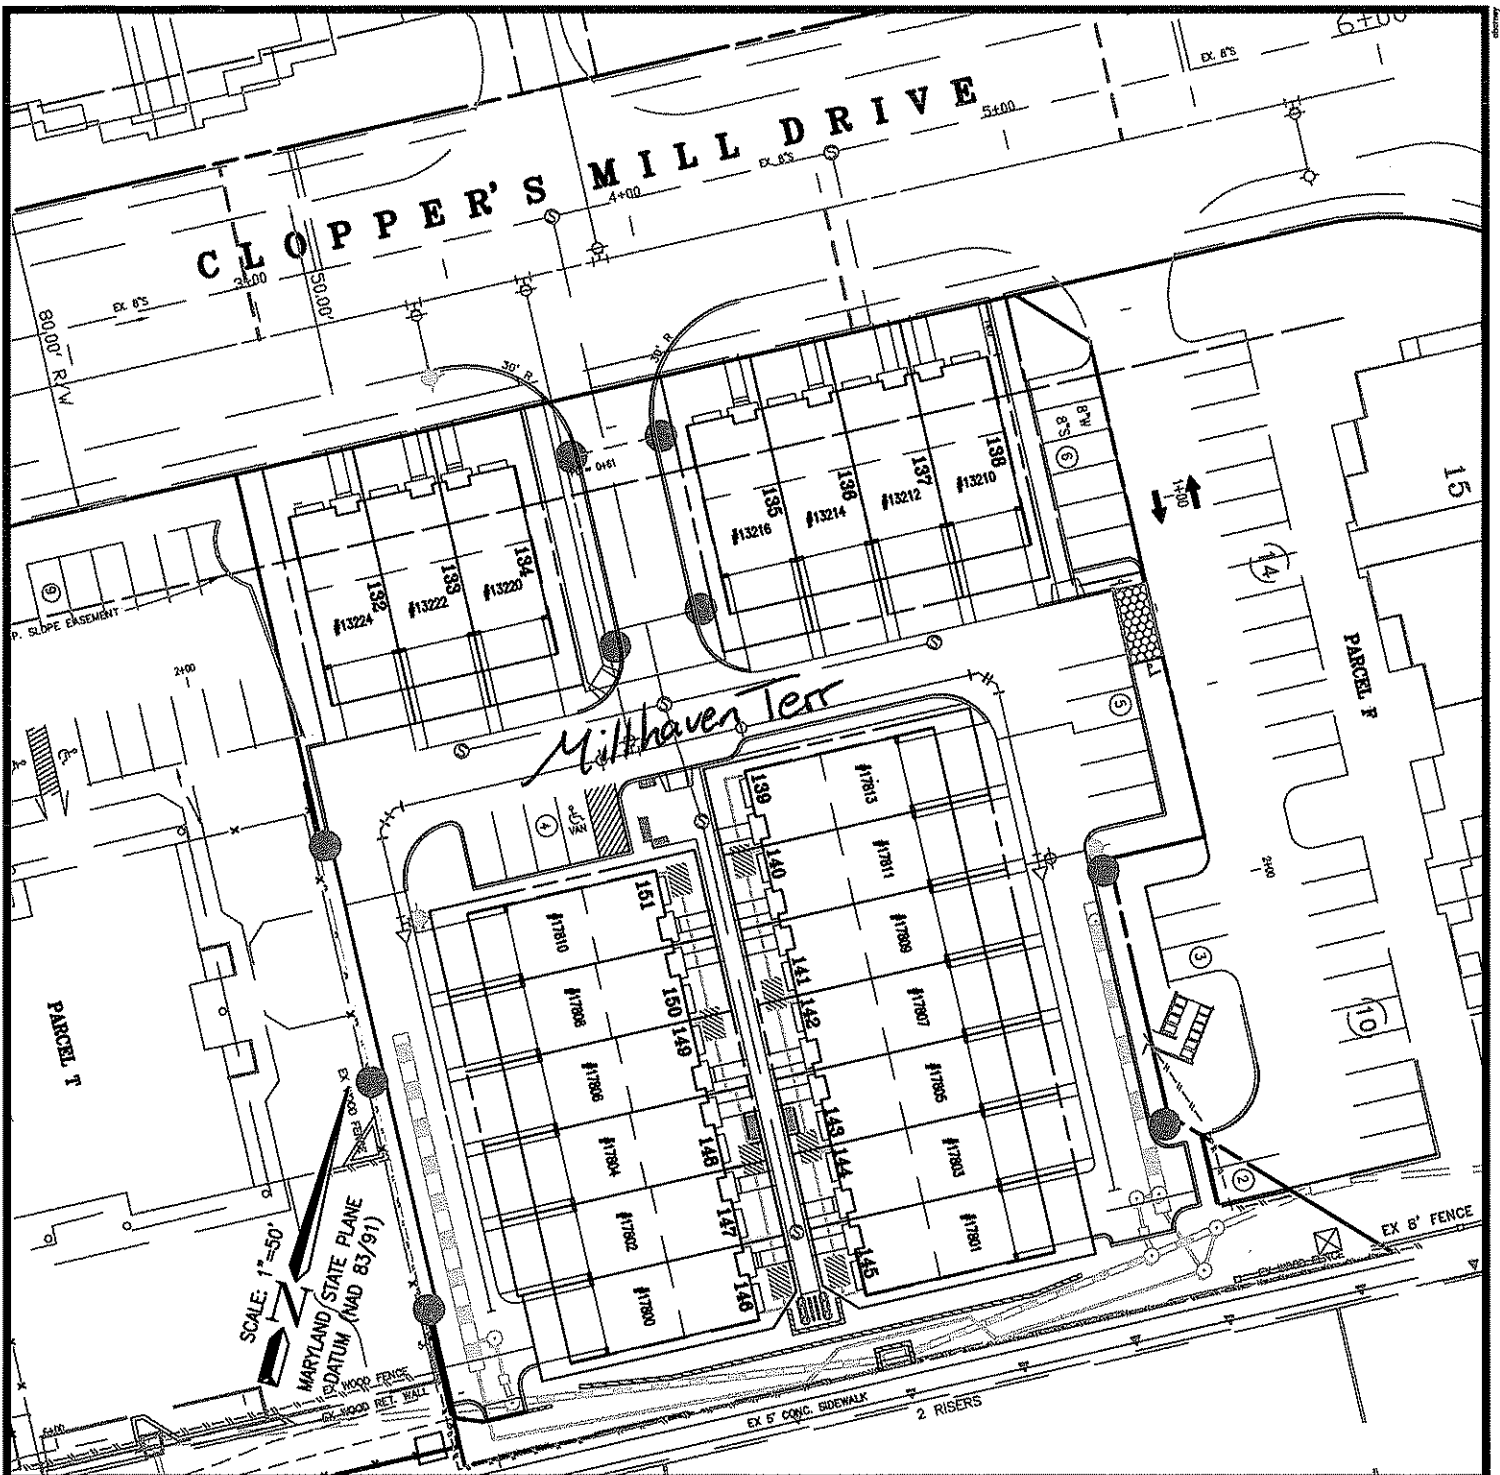 6+00
EX. 8"S
5+00
CLOPPER'S MILL DRIVE
EX. 8"S
4+00
3+00
50.00'
EX. 8"S
80.00' R/W
30' R
30' R
0+61
8"W
8"S
6
1+00
15
14
138
#13210
137
#13212
136
#13214
135
#13216
134
#13220
133
#13222
132
#13224
9
P. SLOPE EASEMENT
2+00
PARCEL F
5
Millhaven Terr
4
VAN
139
#17813
140
#17811
#17809
141
142
#17807
#17805
143
144
#17803
145
#17801
151
#17810
150
#17808
149
#17806
148
#17804
147
#17802
146
#17800
2+00
3
10
2
PARCEL T
EX WOOD FENCE
SCALE: 1"=50'
N
MARYLAND STATE PLANE
DATUM (NAD 83/91)
EX WOOD FENCE
EX WOOD RET. WALL
EX 5' CONC. SIDEWALK
2 RISERS
EX 6' FENCE